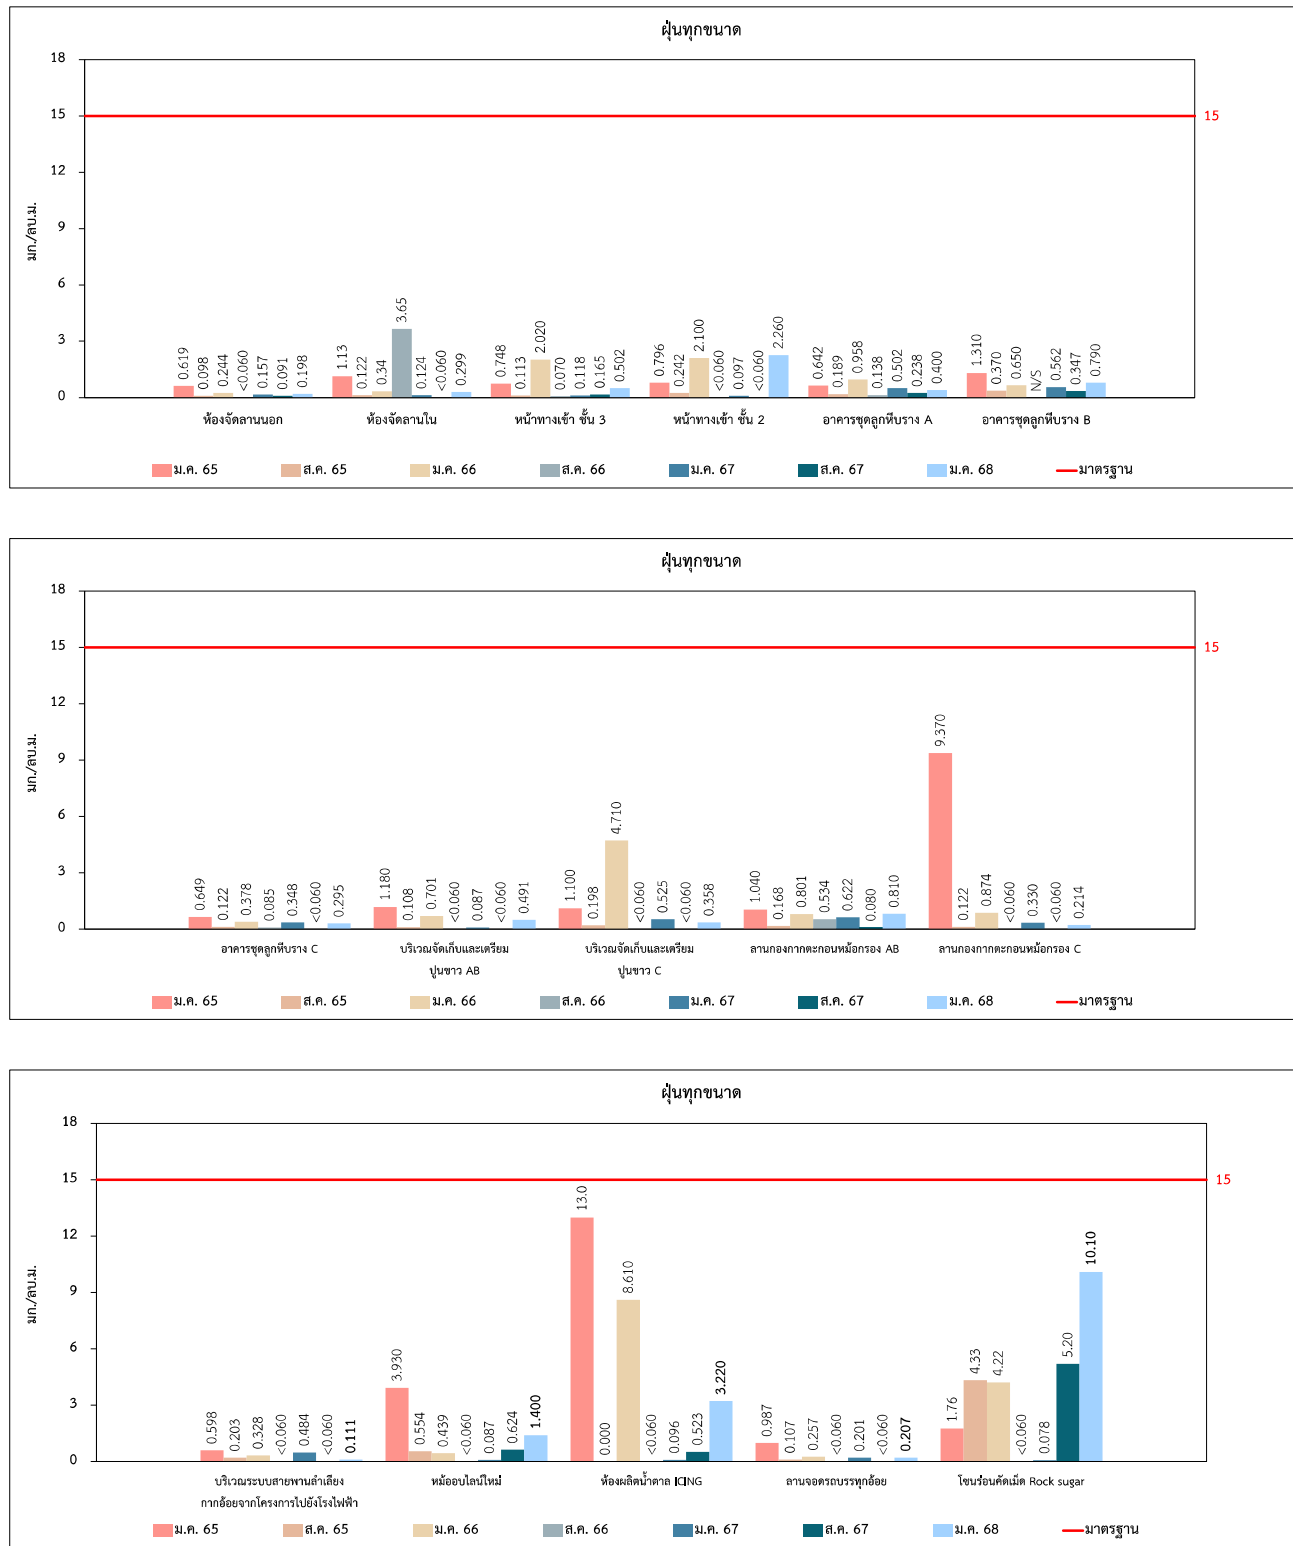 ฝุ่นทุกขนาด
18
15
15
12
9
6
3
0
มก./ลบ.ม.
0.619 0.098 0.244 <0.060 0.157 0.091 0.198
1.13 0.122 0.34 3.65 0.124 <0.060 0.299
0.748 0.113 2.020 0.070 0.118 0.165 0.502
0.796 0.242 2.100 <0.060 0.097 <0.060 2.260
0.642 0.189 0.958 0.138 0.502 0.238 0.400
1.310 0.370 0.650 N/S 0.562 0.347 0.790
ห้องจัดลานนอก ห้องจัดลานใน หน้าทางเข้า ชั้น 3 หน้าทางเข้า ชั้น 2 อาคารชุดลูกหีบราง A อาคารชุดลูกหีบราง B
ม.ค. 65 ส.ค. 65 ม.ค. 66 ส.ค. 66 ม.ค. 67 ส.ค. 67 ม.ค. 68 มาตรฐาน
ฝุ่นทุกขนาด
18
15
15
12
9
6
3
0
มก./ลบ.ม.
0.649 0.122 0.378 0.085 0.348 <0.060 0.295
1.180 0.108 0.701 <0.060 0.087 <0.060 0.491
1.100 0.198 4.710 <0.060 0.525 <0.060 0.358
1.040 0.168 0.801 0.534 0.622 0.080 0.810
9.370 0.122 0.874 <0.060 0.330 <0.060 0.214
อาคารชุดลูกหีบราง C บริเวณจัดเก็บและเตรียม บริเวณจัดเก็บและเตรียม ลานกองกากตะกอนหม้อกรอง AB ลานกองกากตะกอนหม้อกรอง C
ปูนขาว AB ปูนขาว C
ม.ค. 65 ส.ค. 65 ม.ค. 66 ส.ค. 66 ม.ค. 67 ส.ค. 67 ม.ค. 68 มาตรฐาน
ฝุ่นทุกขนาด
18
15
15
12
9
6
3
0
มก./ลบ.ม.
0.598 0.203 0.328 <0.060 0.484 <0.060 0.111
3.930 0.554 0.439 <0.060 0.087 0.624 1.400
13.0 0.000 8.610 <0.060 0.096 0.523 3.220
0.987 0.107 0.257 <0.060 0.201 <0.060 0.207
1.76 4.33 4.22 <0.060 0.078 5.20 10.10
บริเวณระบบสายพานลำเลียง หม้ออบไลน์ใหม่ ห้องผลิตน้ำตาล ICING ลานจอดรถบรรทุกอ้อย โซนร่อนคัดเม็ด Rock sugar
กากอ้อยจากโครงการไปยังโรงไฟฟ้า
ม.ค. 65 ส.ค. 65 ม.ค. 66 ส.ค. 66 ม.ค. 67 ส.ค. 67 ม.ค. 68 มาตรฐาน